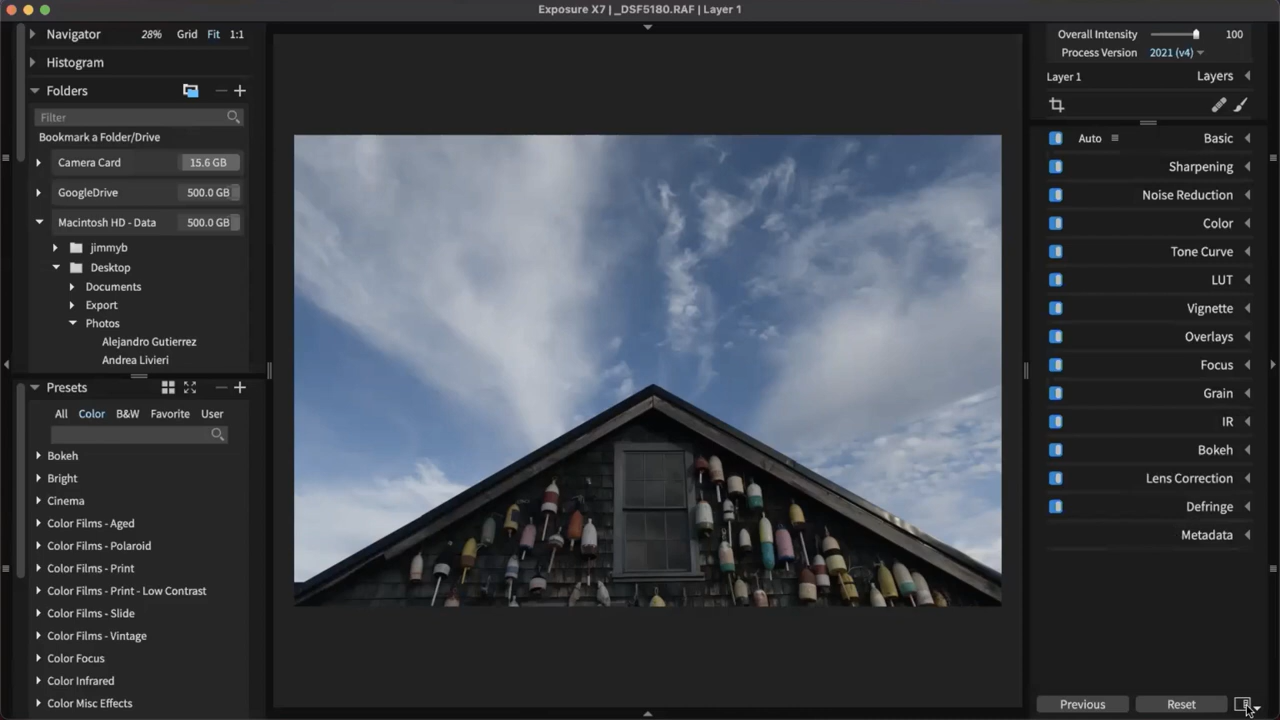 Exposure X7 | _DSF5180.RAF | Layer 1
Navigator 28% Grid Fit 1:1
Histogram
Folders
Filter
Bookmark a Folder/Drive
Camera Card 15.6 GB
GoogleDrive 500.0 GB
Macintosh HD - Data 500.0 GB
jimmyb
Desktop
Documents
Export
Photos
Alejandro Gutierrez
Andrea Livieri
Presets
All Color B&W Favorite User
Bokeh
Bright
Cinema
Color Films - Aged
Color Films - Polaroid
Color Films - Print
Color Films - Print - Low Contrast
Color Films - Slide
Color Films - Vintage
Color Focus
Color Infrared
Color Misc Effects
Overall Intensity 100
Process Version 2021 (v4)
Layer 1 Layers
Auto Basic
Sharpening
Noise Reduction
Color
Tone Curve
LUT
Vignette
Overlays
Focus
Grain
IR
Bokeh
Lens Correction
Defringe
Metadata
Previous Reset